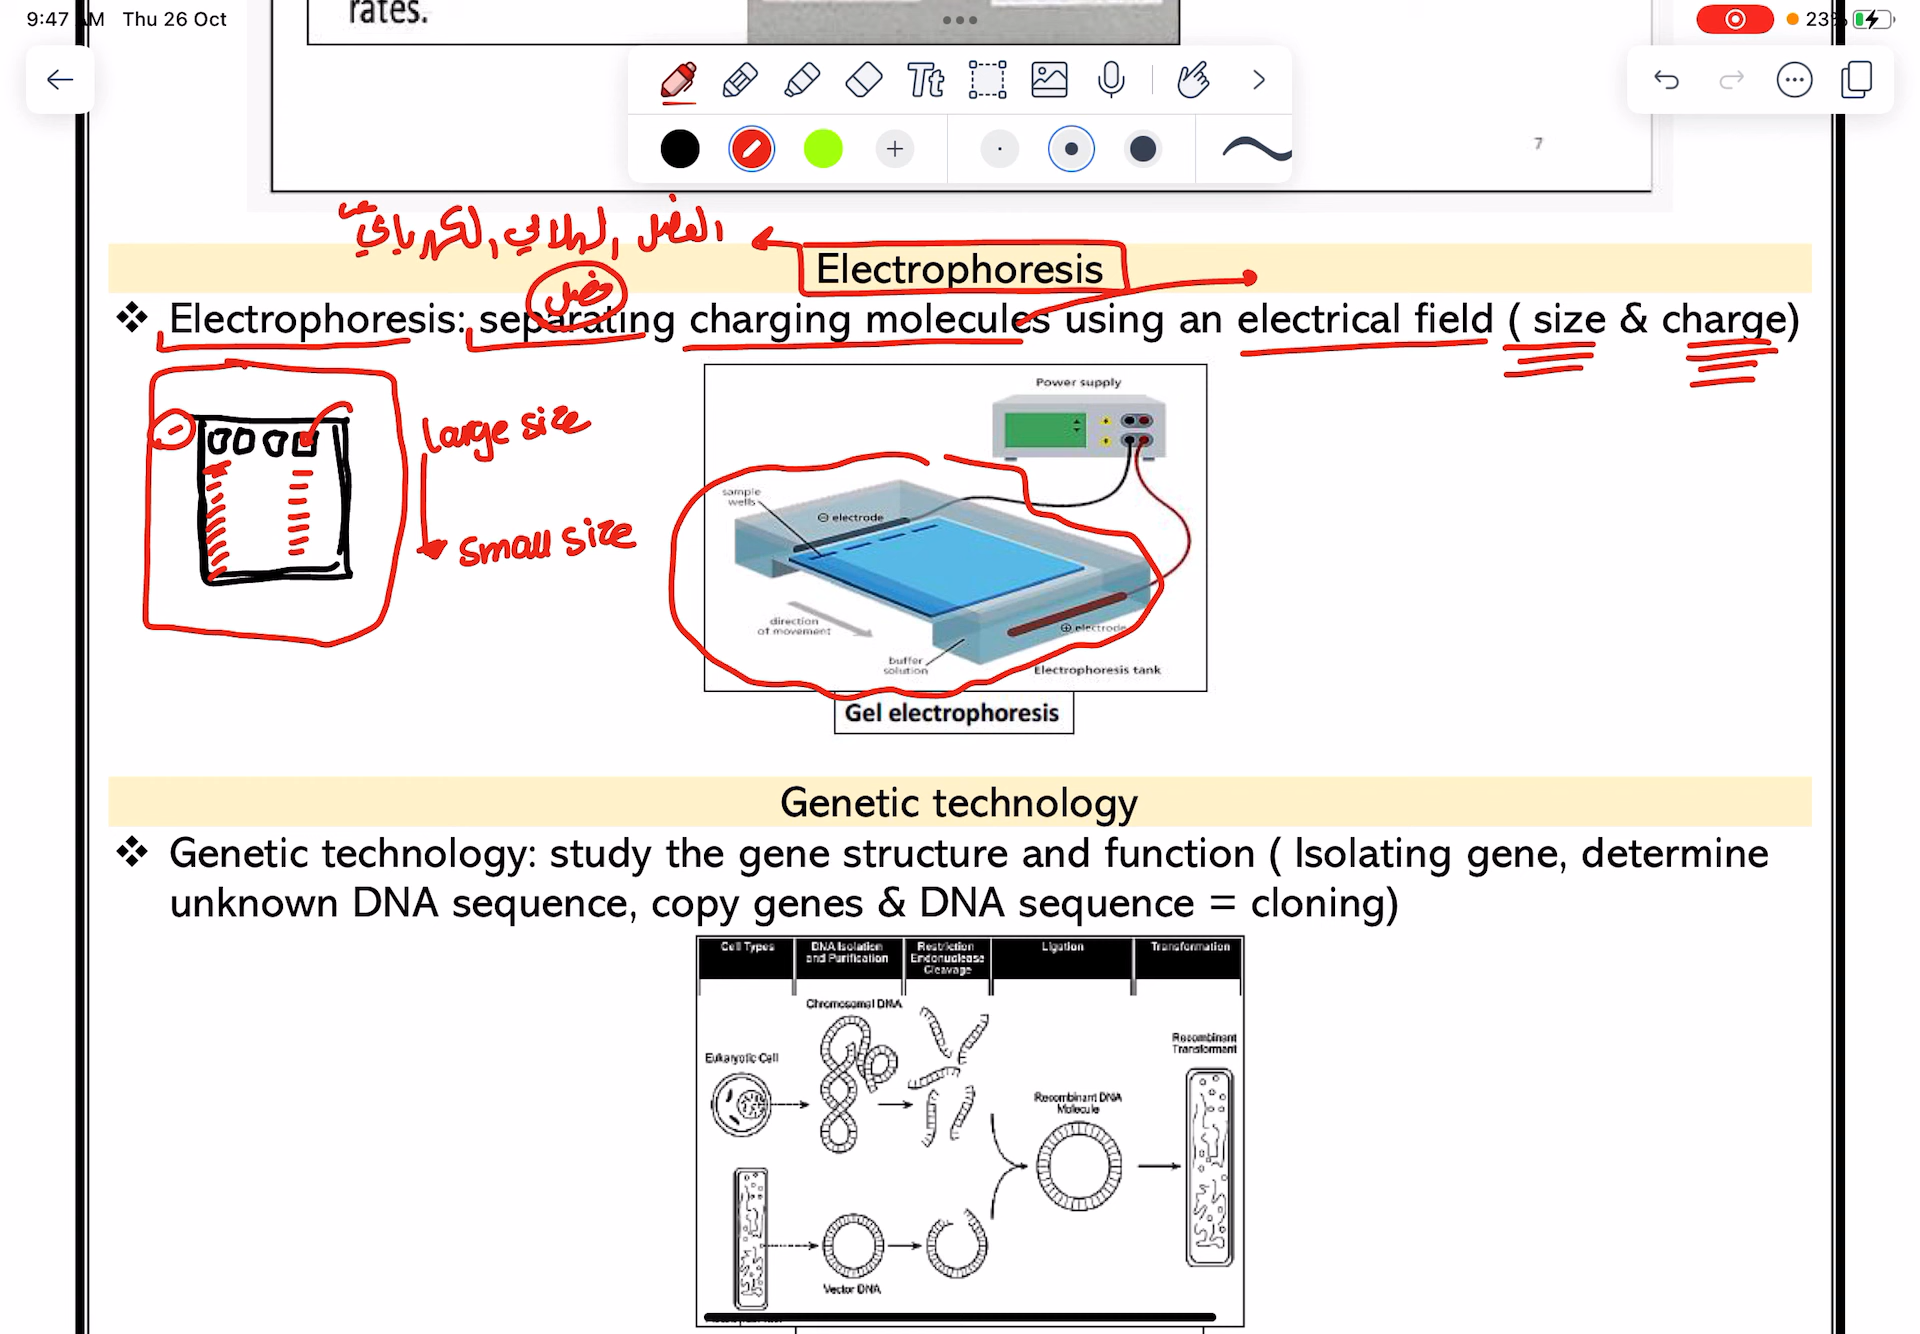 9:47 AM Thu 26 Oct
23%
rates.
7
الفصل الهلامي الكهربائي
Electrophoresis
فصل
❖ Electrophoresis: separating charging molecules using an electrical field ( size & charge)
Large size
small size
Power supply
sample
wells
⊖ electrode
direction
of movement
⊕ electrode
buffer
solution
Electrophoresis tank
Gel electrophoresis
Genetic technology
❖ Genetic technology: study the gene structure and function ( Isolating gene, determine
unknown DNA sequence, copy genes & DNA sequence = cloning)
Cell Types
DNA Isolation
and Purification
Restriction
Endonuclease
Cleavage
Ligation
Transformation
Chromosomal DNA
Eukaryotic Cell
Recombinant DNA
Molecule
Recombinant
Transformant
Vector DNA